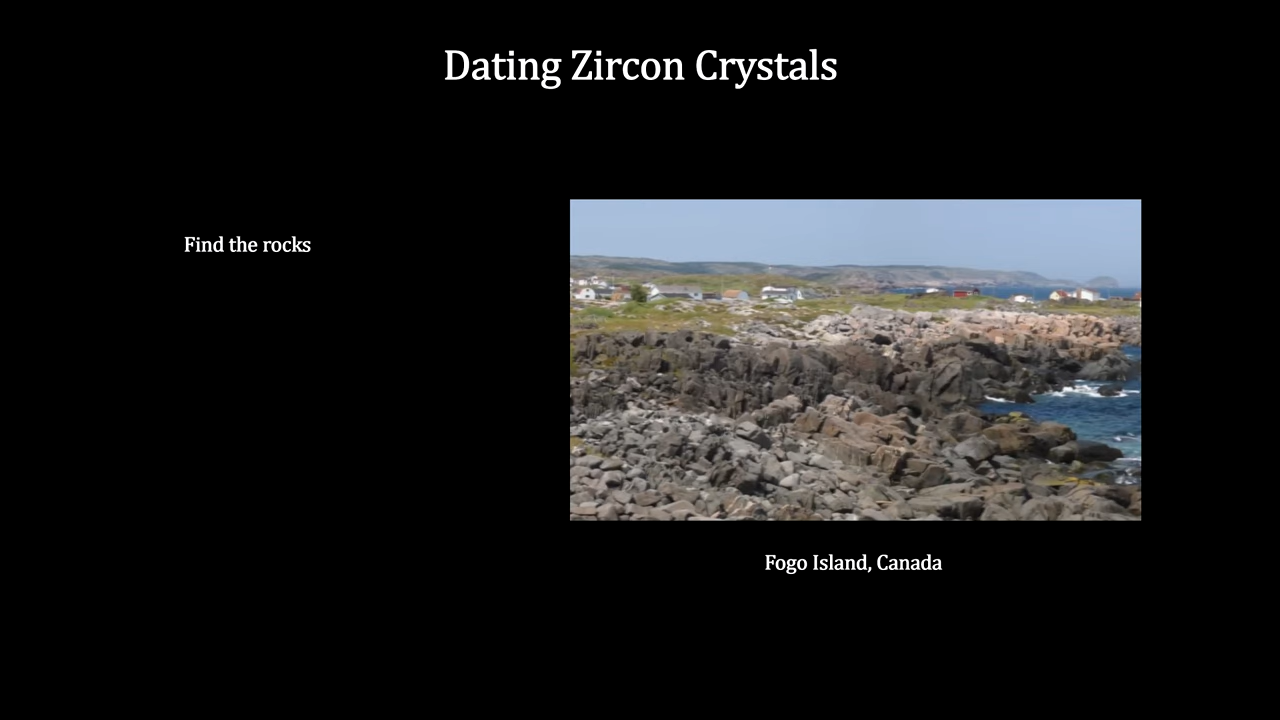 Dating Zircon Crystals
Find the rocks
Fogo Island, Canada